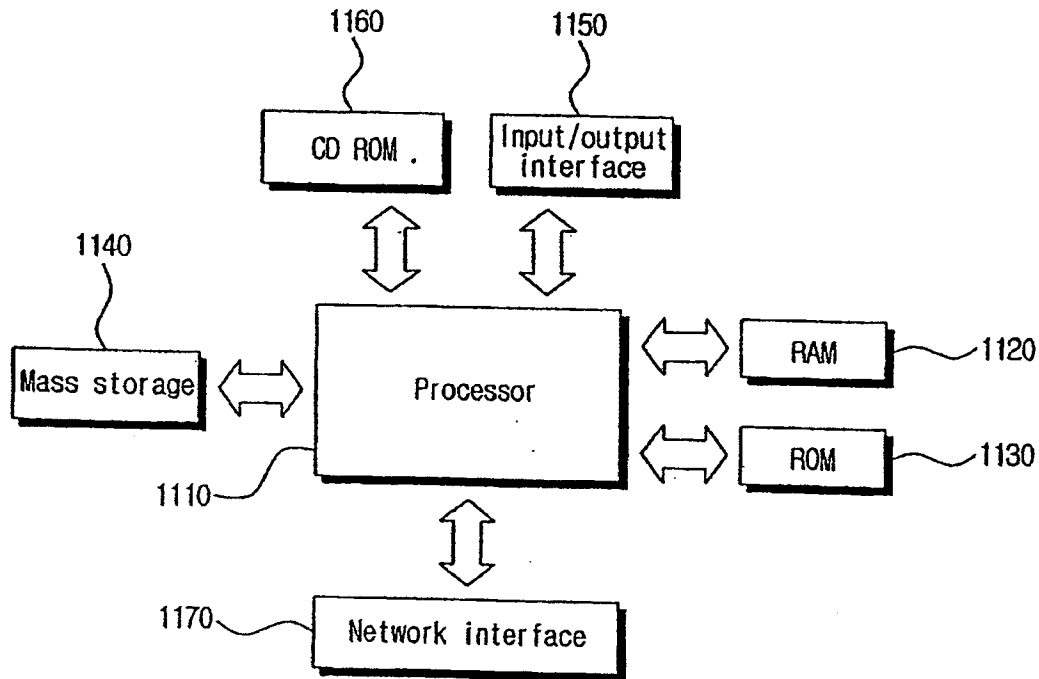 1160
1150
CD ROM
Input/output
interface
1140
Mass storage
Processor
RAM
1120
ROM
1130
1110
1170
Network interface